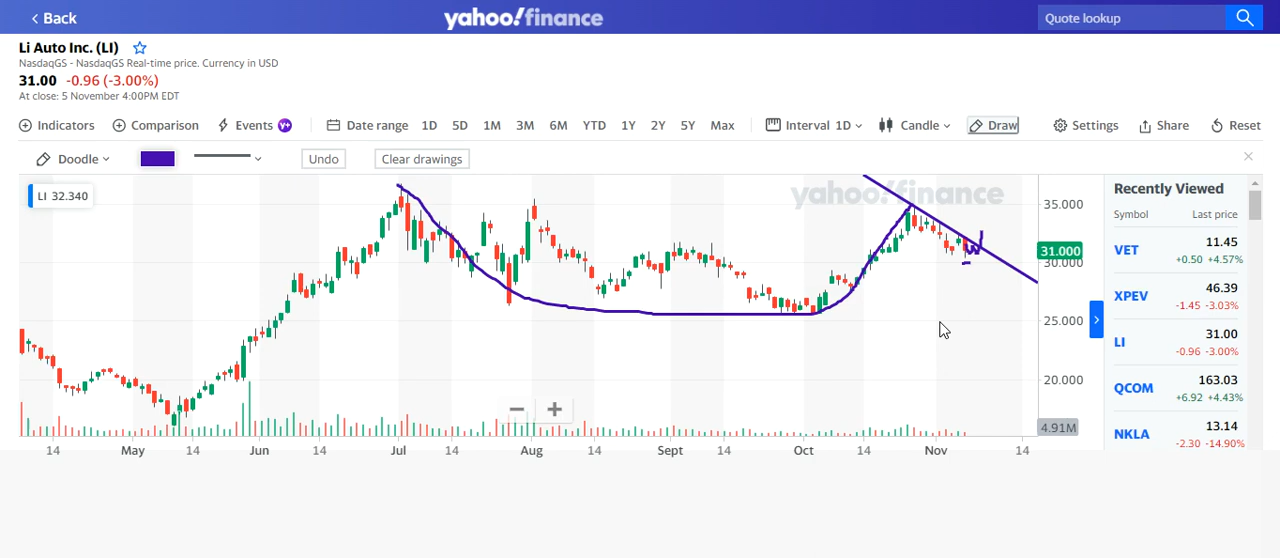 Back
yahoo!finance
Quote lookup
Li Auto Inc. (LI)
NasdaqGS - NasdaqGS Real-time price. Currency in USD
31.00 -0.96 (-3.00%)
At close: 5 November 4:00PM EDT
Indicators Comparison Events Y+ Date range 1D 5D 1M 3M 6M YTD 1Y 2Y 5Y Max Interval 1D Candle Draw Settings Share Reset
Doodle Undo Clear drawings
LI 32.340
yahoo!finance
35.000
31.000
30.000
25.000
20.000
4.91M
14 May 14 Jun 14 Jul 14 Aug 14 Sept 14 Oct 14 Nov 14
Recently Viewed
Symbol Last price
VET 11.45
+0.50 +4.57%
XPEV 46.39
-1.45 -3.03%
LI 31.00
-0.96 -3.00%
QCOM 163.03
+6.92 +4.43%
NKLA 13.14
-2.30 -14.90%